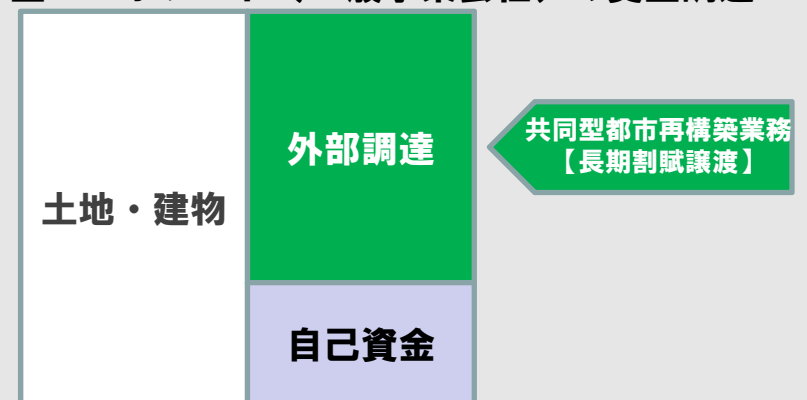 土地・建物
外部調達
自己資金
共同型都市再構築業務
【長期割賦譲渡】